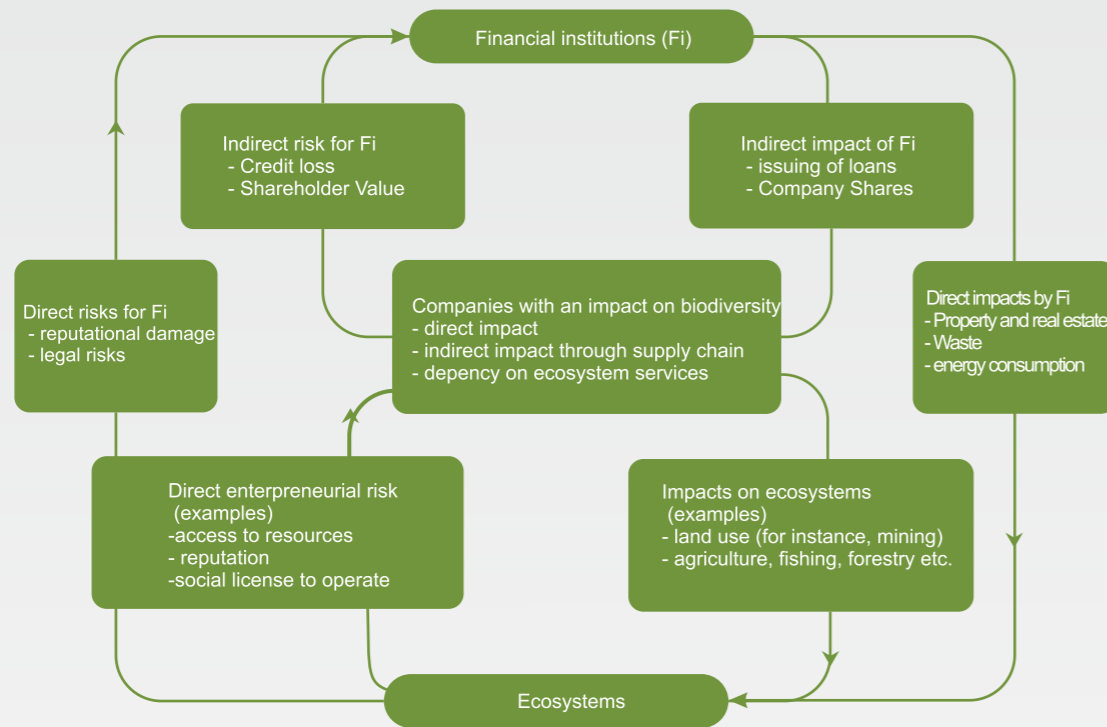 Financial institutions (Fi)
Indirect risk for Fi
- Credit loss
- Shareholder Value
Indirect impact of Fi
- issuing of loans
- Company Shares
Direct risks for Fi
- reputational damage
- legal risks
Companies with an impact on biodiversity
- direct impact
- indirect impact through supply chain
- depency on ecosystem services
Direct impacts by Fi
- Property and real estate
- Waste
- energy consumption
Direct enterpreneurial risk
(examples)
-access to resources
- reputation
-social license to operate
Impacts on ecosystems
(examples)
- land use (for instance, mining)
- agriculture, fishing, forestry etc.
Ecosystems